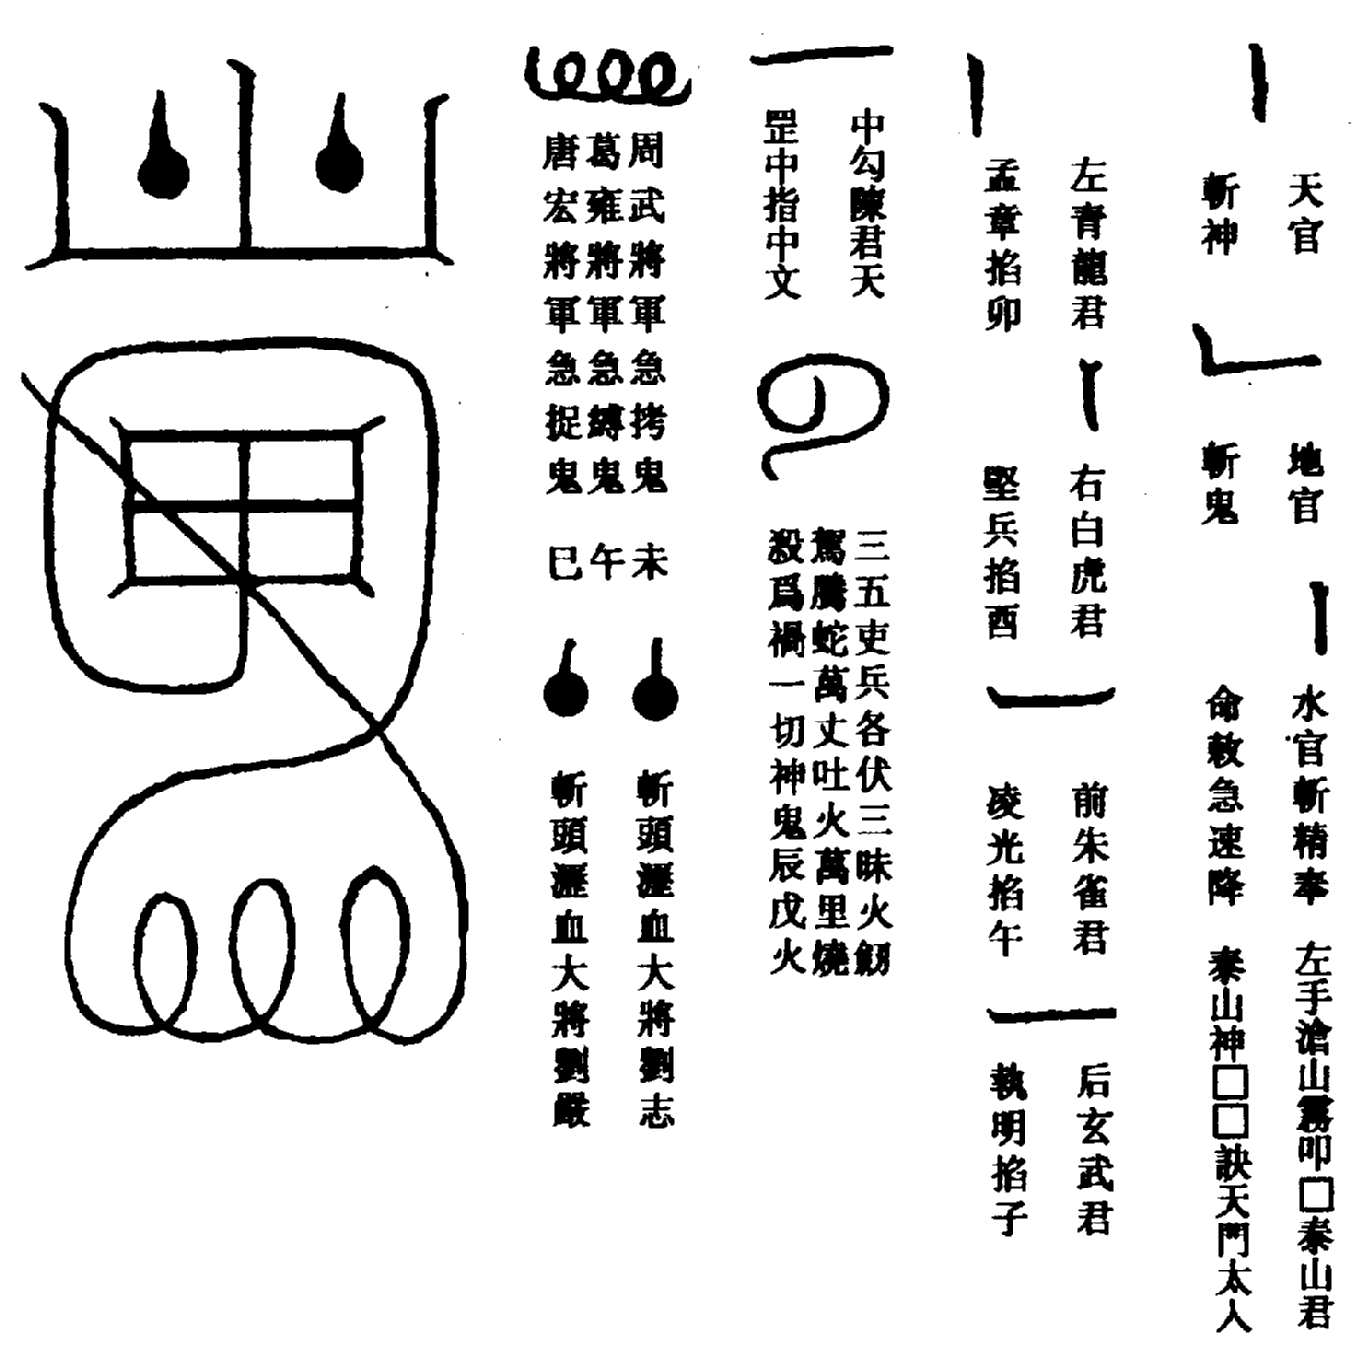 天官
斬神
地官
斬鬼
水官斬精奉
命敕急速降
左手滄山霧叩□泰山君
泰山神□□訣天門太人
左青龍君
孟章掐卯
右白虎君
堅兵掐酉
前朱雀君
凌光掐午
后玄武君
執明掐子
中勾陳君天
罡中指中文
三五吏兵各伏三昧火
駕騰蛇萬丈吐火萬里燒
殺爲禍一切神鬼辰戊火
周武將軍急拷鬼
葛雍將軍急縛鬼
唐宏將軍急捉鬼
未
午
巳
斬頭瀝血大將劉志
斬頭瀝血大將劉嚴